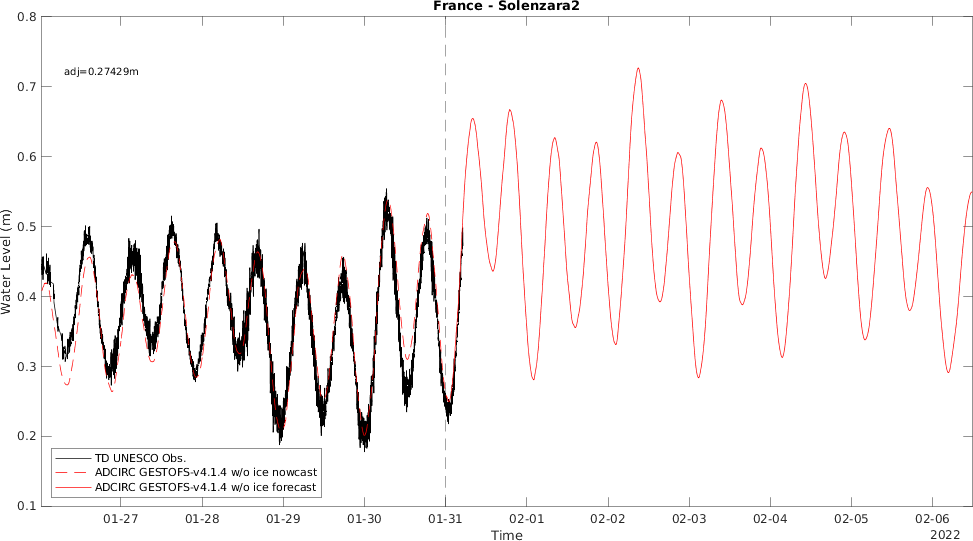 France - Solenzara2
0.8
0.7
0.6
0.5
0.4
0.3
0.2
0.1
Water Level (m)
adj=0.27429m
TD UNESCO Obs.
ADCIRC GESTOFS-v4.1.4 w/o ice nowcast
ADCIRC GESTOFS-v4.1.4 w/o ice forecast
01-27 01-28 01-29 01-30 01-31 02-01 02-02 02-03 02-04 02-05 02-06
Time
2022